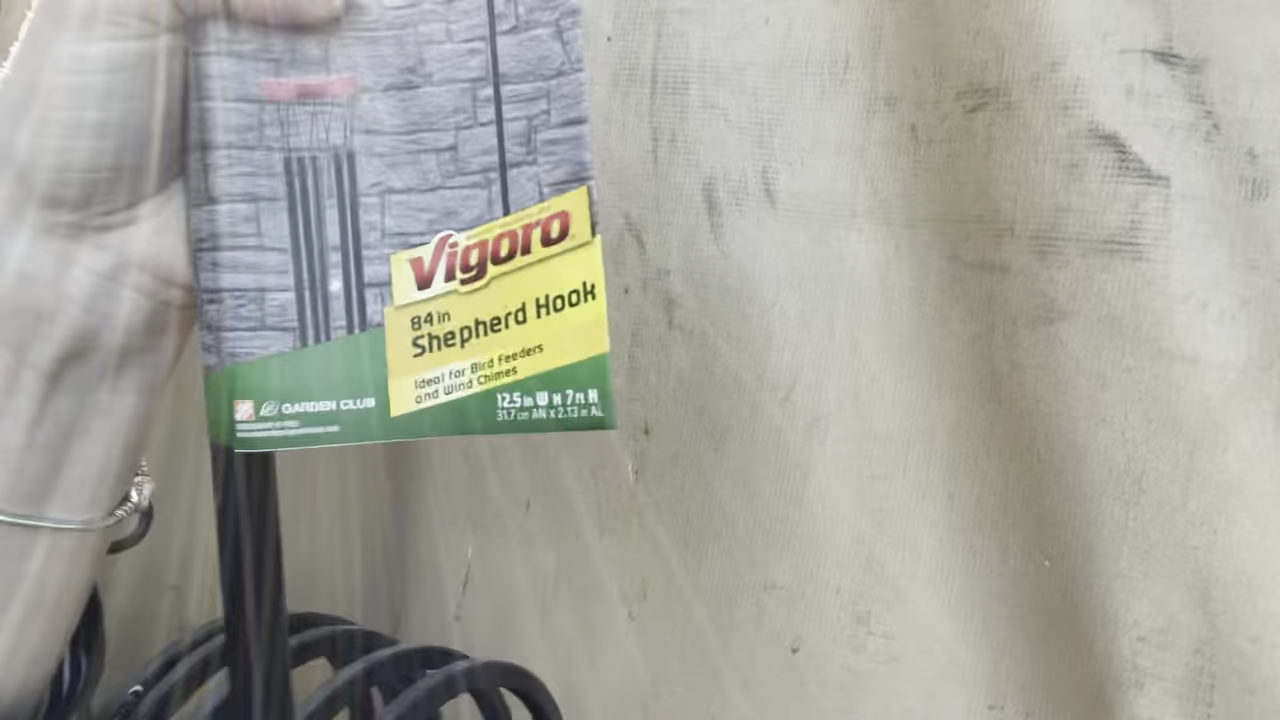 Vigoro
84 in
Shepherd Hook
Ideal for Bird Feeders
and Wind Chimes
GARDEN CLUB
12.5 in W x 7 ft H
31.7 cm AN x 2.13 m AL